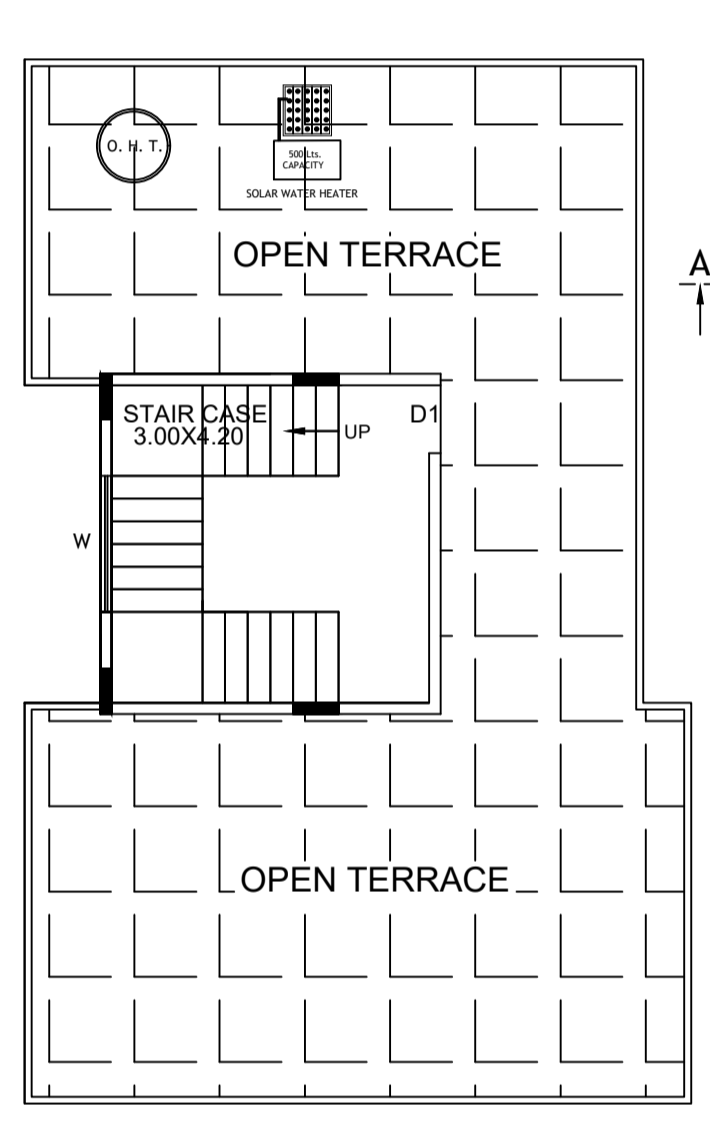 O. H. T.
500 Lts.
CAPACITY
SOLAR WATER HEATER
OPEN TERRACE
A
STAIR CASE
3.00X4.20
UP
D1
W
OPEN TERRACE